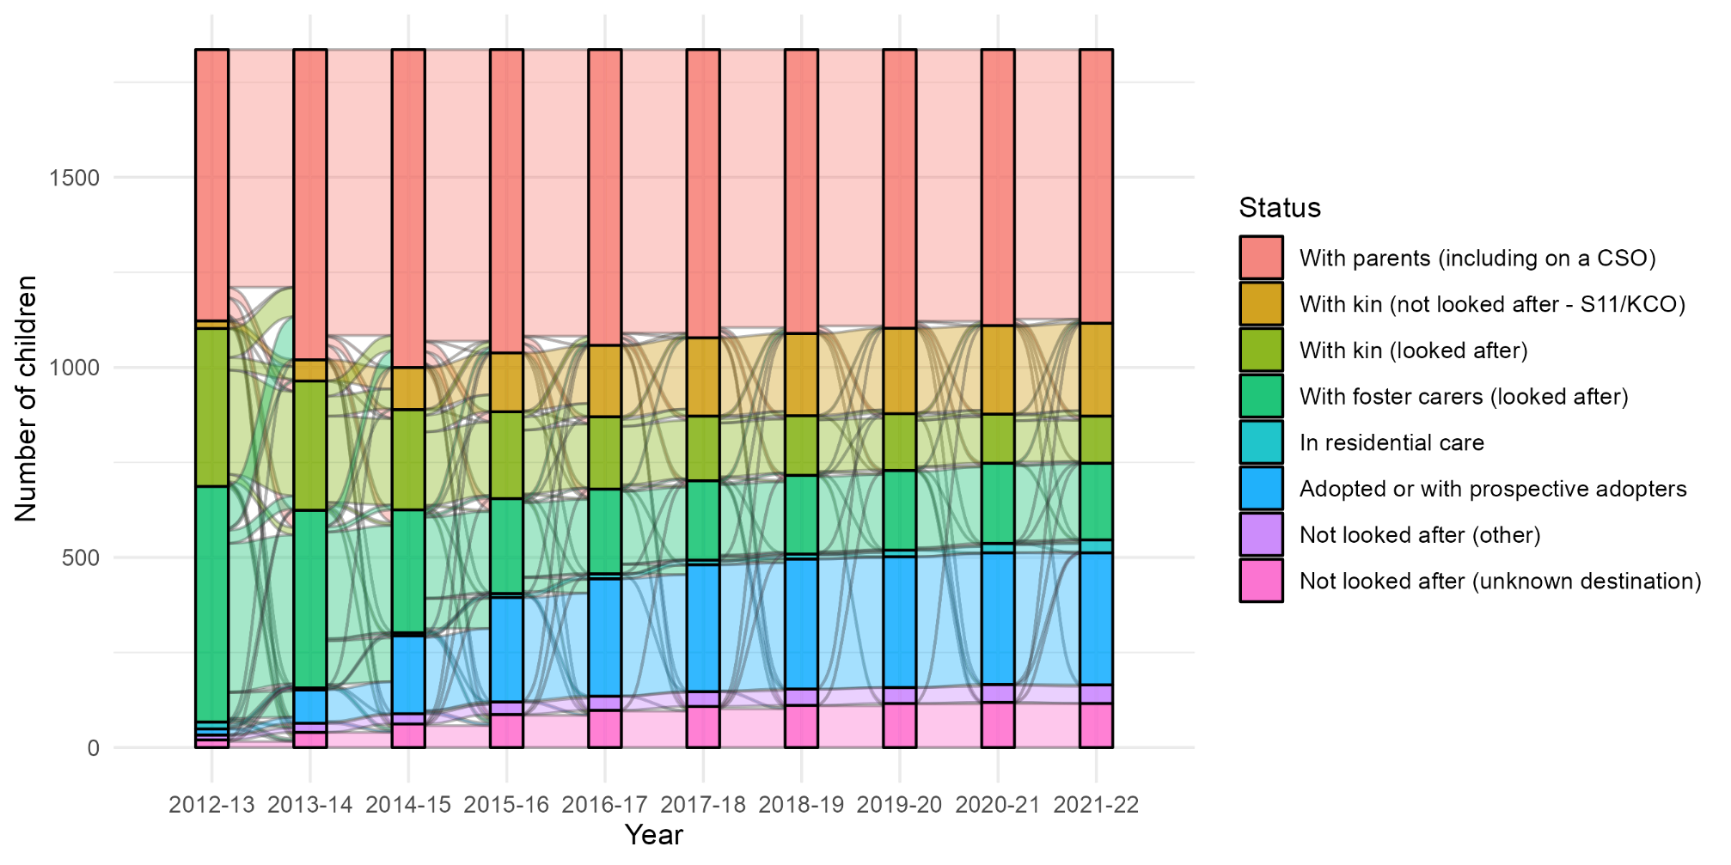 Number of children
1500
1000
500
0
2012-13 2013-14 2014-15 2015-16 2016-17 2017-18 2018-19 2019-20 2020-21 2021-22
Year
Status
With parents (including on a CSO)
With kin (not looked after - S11/KCO)
With kin (looked after)
With foster carers (looked after)
In residential care
Adopted or with prospective adopters
Not looked after (other)
Not looked after (unknown destination)